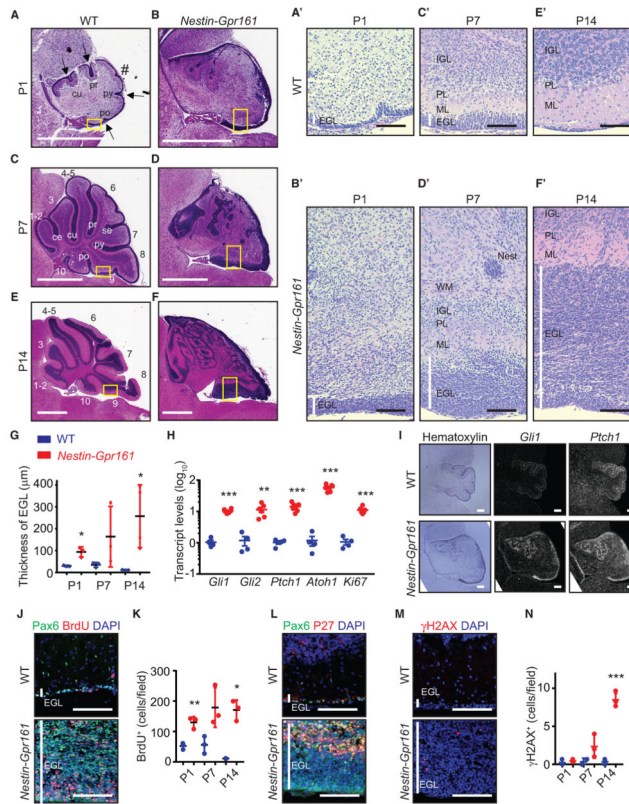 WT
Nestin-Gpr161
A
B
P1
#
pr
cu
py
po
C
D
P7
4-5
6
3
1-2
pr
se
7
ce
cu
py
8
po
10
9
E
F
P14
4-5
6
7
3
8
1-2
10
9
A' P1 C' P7 E' P14
WT
IGL
IGL
PL
PL
ML
ML
EGL
EGL
B' P1 D' P7 F' P14
Nestin-Gpr161
IGL
PL
Nest
ML
WM
IGL
PL
EGL
ML
EGL
EGL
G
WT
Nestin-Gpr161
Thickness of EGL (μm)
400
300
200
100
0
*
*
P1 P7 P14
H
Transcript levels (log10)
2
1
0
-1
*** ** *** *** ***
Gli1 Gli2 Ptch1 Atoh1 Ki67
I
Hematoxylin Gli1 Ptch1
WT
Nestin-Gpr161
J
Pax6 BrdU DAPI
WT
EGL
Nestin-Gpr161
EGL
K
BrdU+ (cells/field)
300
200
100
0
** *
P1 P7 P14
L
Pax6 P27 DAPI
WT
EGL
Nestin-Gpr161
EGL
M
γH2AX DAPI
WT
EGL
Nestin-Gpr161
EGL
N
γH2AX+ (cells/field)
10
5
0
***
P1 P7 P14